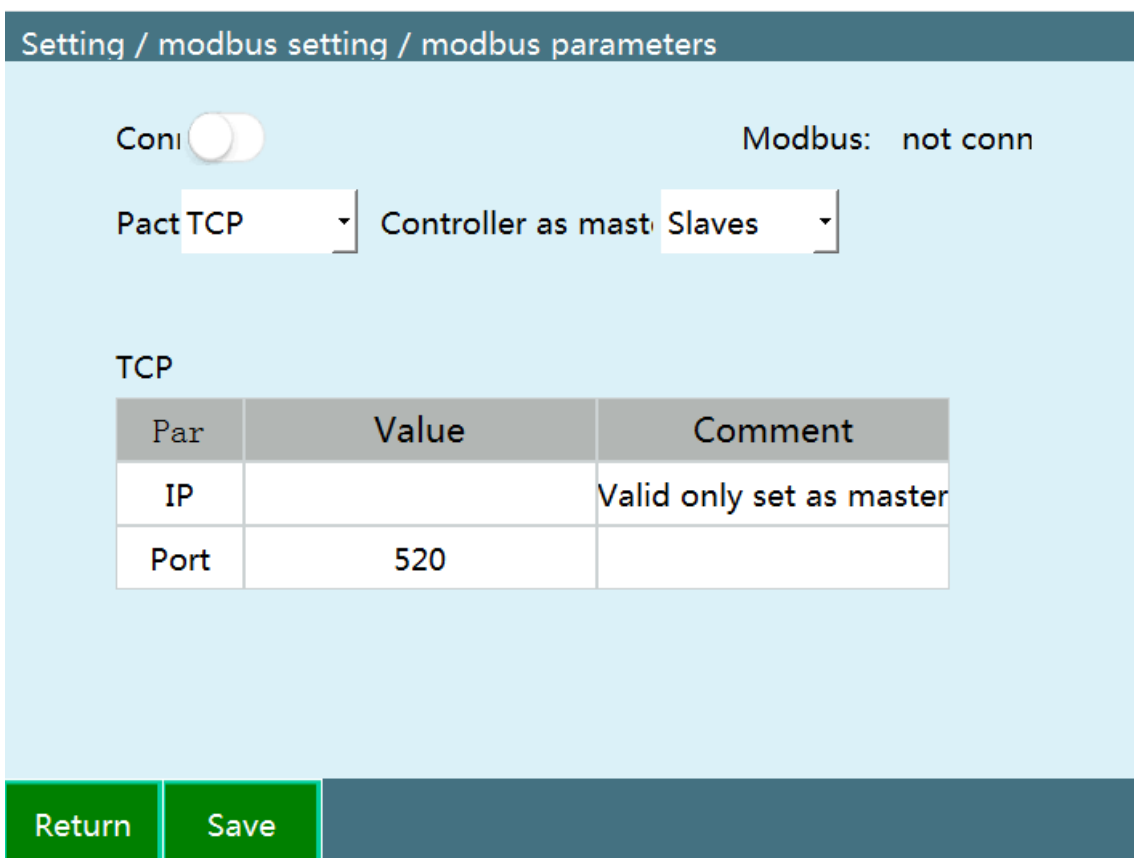 Setting / modbus setting / modbus parameters
Conn Modbus: not conn
Pact TCP Controller as mast Slaves
TCP
Par Value Comment
IP Valid only set as master
Port 520
Return Save